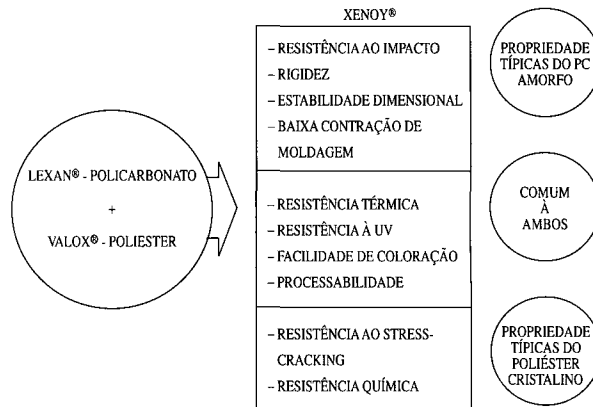 XENOY®
LEXAN® - POLICARBONATO
+
VALOX® - POLIESTER
– RESISTÊNCIA AO IMPACTO
– RIGIDEZ
– ESTABILIDADE DIMENSIONAL
– BAIXA CONTRAÇÃO DE
MOLDAGEM
PROPRIEDADE
TÍPICAS DO PC
AMORFO
– RESISTÊNCIA TÉRMICA
– RESISTÊNCIA À UV
– FACILIDADE DE COLORAÇÃO
– PROCESSABILIDADE
COMUM
À
AMBOS
– RESISTÊNCIA AO STRESS-
CRACKING
– RESISTÊNCIA QUÍMICA
PROPRIEDADE
TÍPICAS DO
POLIÉSTER
CRISTALINO